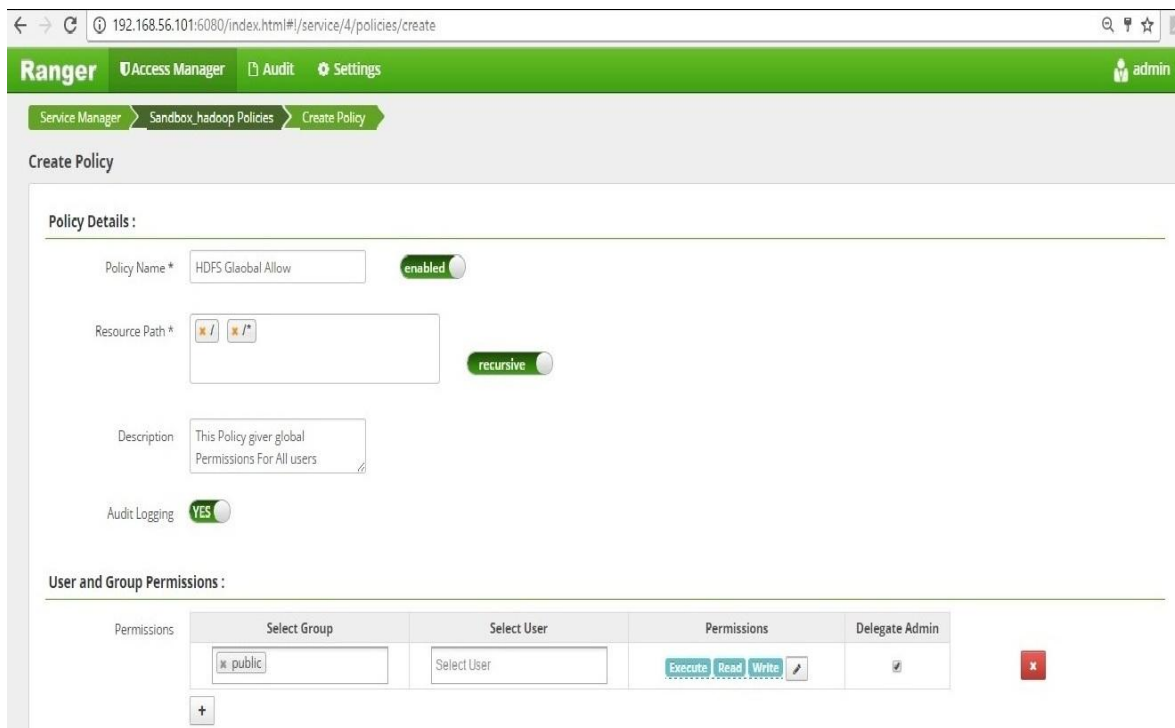 192.168.56.101:6080/index.html#!/service/4/policies/create
Ranger Access Manager Audit Settings admin
Service Manager Sandbox_hadoop Policies Create Policy
Create Policy
Policy Details :
Policy Name * HDFS Glaobal Allow enabled
Resource Path * x / x /*
recursive
Description This Policy giver global
Permissions For All users
Audit Logging YES
User and Group Permissions :
Permissions Select Group Select User Permissions Delegate Admin
x public Select User Execute Read Write x
+